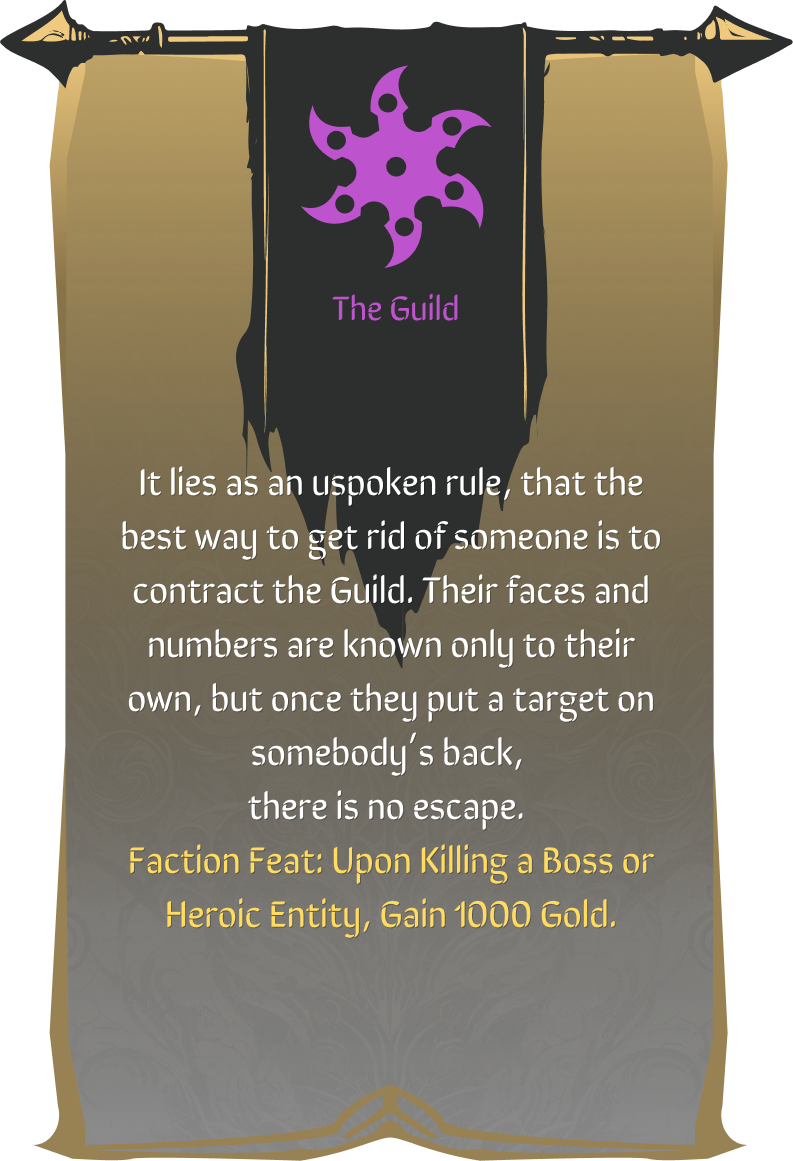 The Guild
It lies as an uspoken rule, that the
best way to get rid of someone is to
contract the Guild. Their faces and
numbers are known only to their
own, but once they put a target on
somebody's back,
there is no escape.
Faction Feat: Upon Killing a Boss or
Heroic Entity, Gain 1000 Gold.